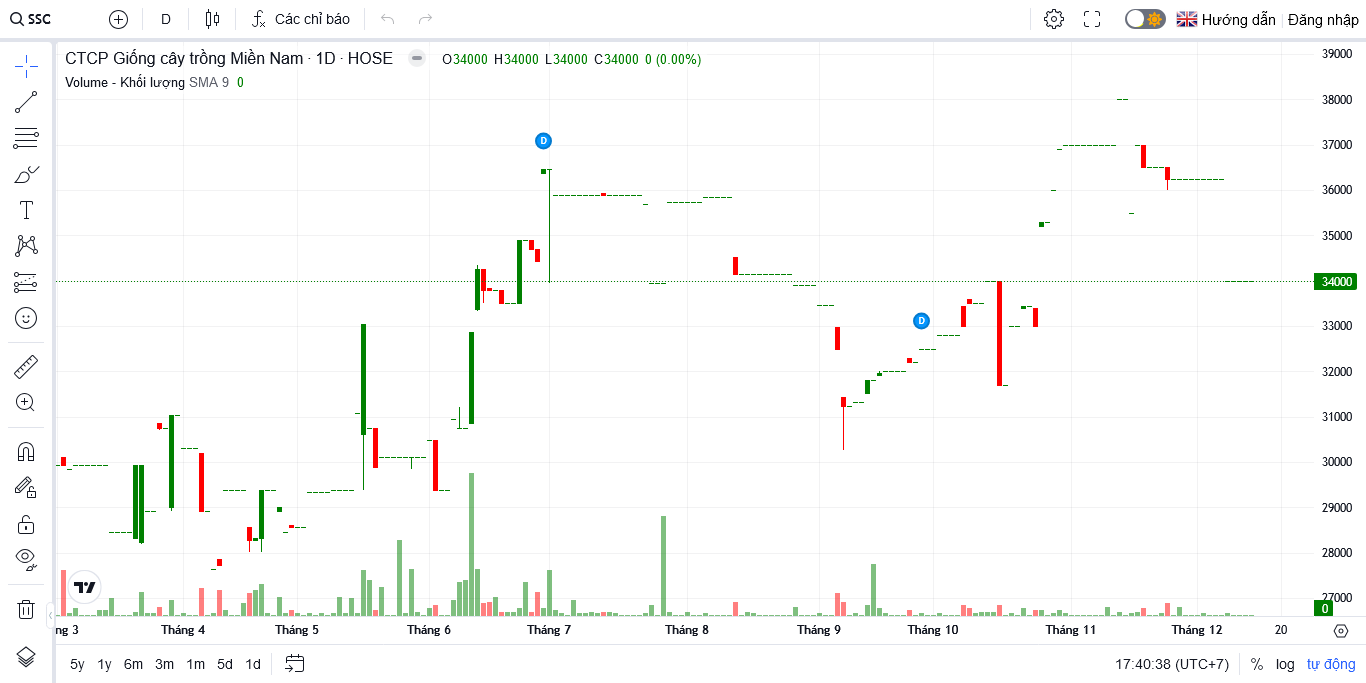 SSC D Các chỉ báo Hướng dẫn Đăng nhập
CTCP Giống cây trồng Miền Nam · 1D · HOSE O34000 H34000 L34000 C34000 0 (0.00%)
Volume - Khối lượng SMA 9 0
39000
38000
37000
36000
35000
34000
33000
32000
31000
30000
29000
28000
27000
0
D
D
ng 3 Tháng 4 Tháng 5 Tháng 6 Tháng 7 Tháng 8 Tháng 9 Tháng 10 Tháng 11 Tháng 12 20
5y 1y 6m 3m 1m 5d 1d 17:40:38 (UTC+7) % log tự động